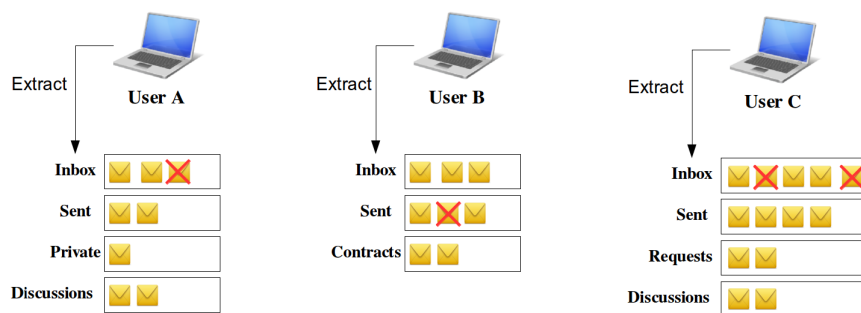 Extract
User A
Inbox
Sent
Private
Discussions
Extract
User B
Inbox
Sent
Contracts
Extract
User C
Inbox
Sent
Requests
Discussions